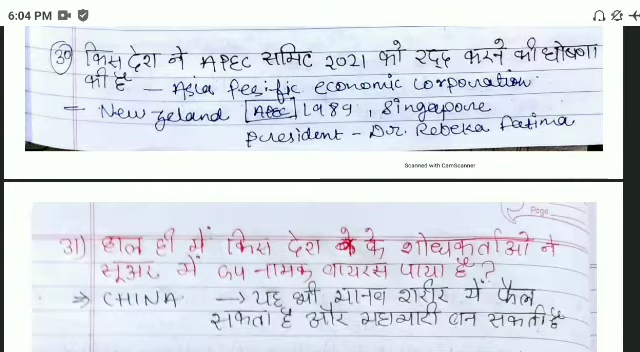 6:04 PM
30 किस देश ने APEC समिट 2021 को रद्द करने की घोषणा
की है - Asia Pesific economic corporation.
- New Zeland [APEC] 1989, Singapore
president - Dr. Rebeka Fatima
Scanned with CamScanner
Page
31) हाल ही में किस देश के शोधकर्ताओ ने
सूअर में G4 नामक वायरस पाया है ?
⇒ CHINA → यह भी मानव शरीर में फैल
सकता है और महामारी बन सकती है